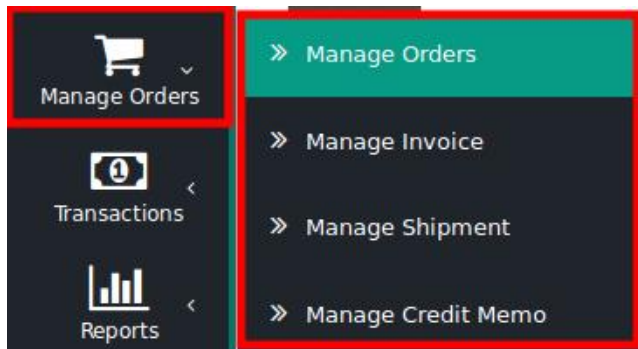 Manage Orders
Transactions
Reports
Manage Orders
Manage Invoice
Manage Shipment
Manage Credit Memo